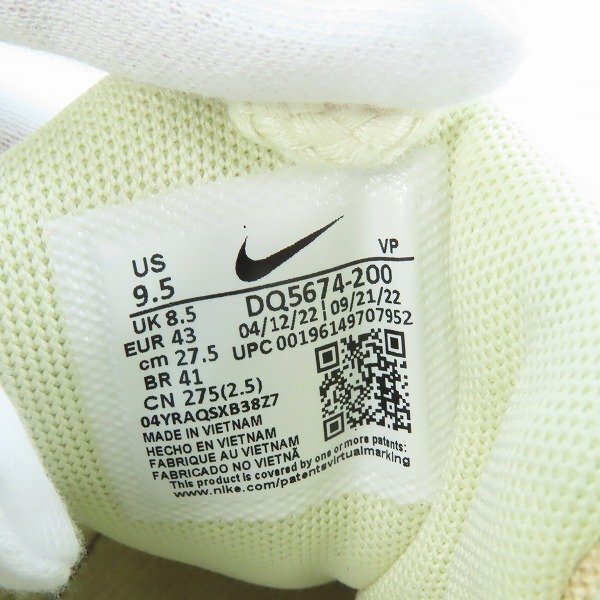 US
9.5
VP
UK 8.5
DQ5674-200
EUR 43
04/12/22 | 09/21/22
cm 27.5
UPC 00196149707952
BR 41
CN 275(2.5)
04YRAQSXB38Z7
MADE IN VIETNAM
HECHO EN VIETNAM
FABRIQUE AU VIETNAM
FABRICADO NO VIETNÃ
This product is covered by one or more patents:
www.nike.com/patentsvirtualmarking